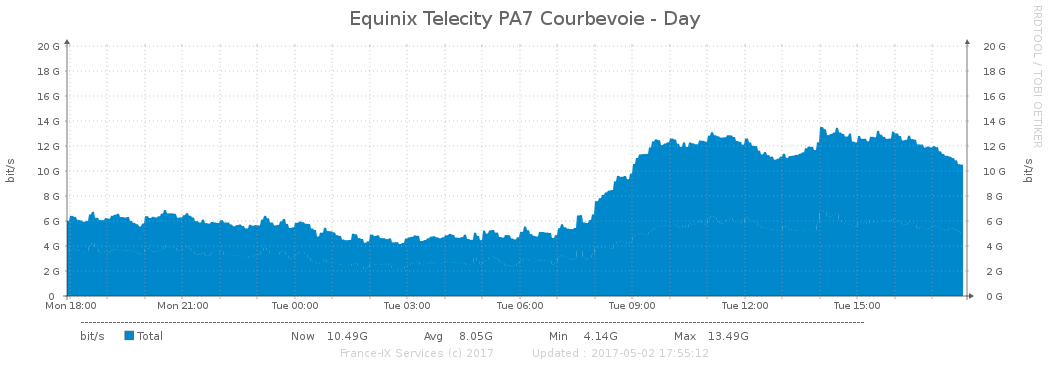 Equinix Telecity PA7 Courbevoie - Day
RRDTOOL / TOBI OETIKER
bit/s
20 G 20 G
18 G 18 G
16 G 16 G
14 G 14 G
12 G 12 G
10 G 10 G
8 G 8 G
6 G 6 G
4 G 4 G
2 G 2 G
0 0 G
bit/s
Mon 18:00 Mon 21:00 Tue 00:00 Tue 03:00 Tue 06:00 Tue 09:00 Tue 12:00 Tue 15:00
bit/s Total Now 10.49G Avg 8.05G Min 4.14G Max 13.49G
France-IX Services (c) 2017 Updated : 2017-05-02 17:55:12